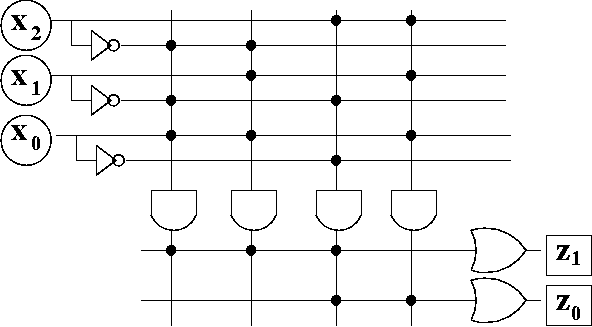 x₂
x₁
x₀
z₁
z₀